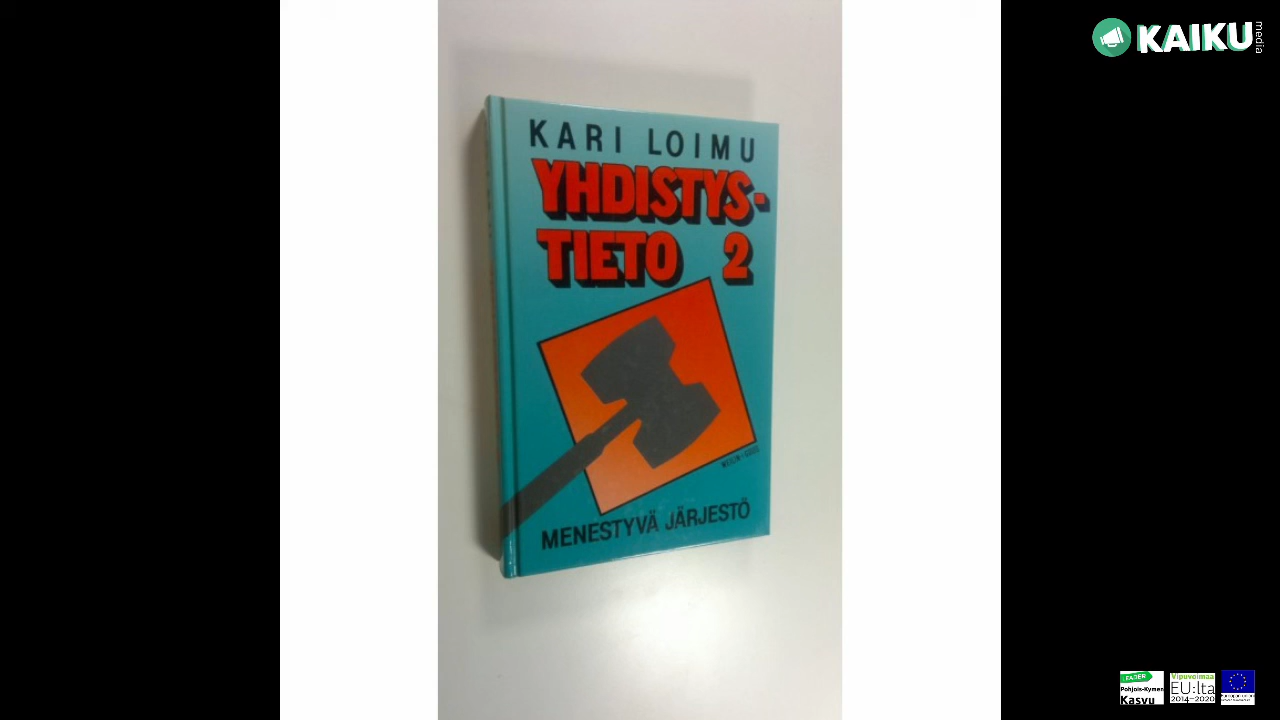 KAIKU
media
KARI LOIMU
YHDISTYS-
TIETO 2
MENESTYVÄ JÄRJESTÖ
LEADER
Pohjois-Kymen
Kasvu
Vipuvoimaa
EU:lta
2014–2020